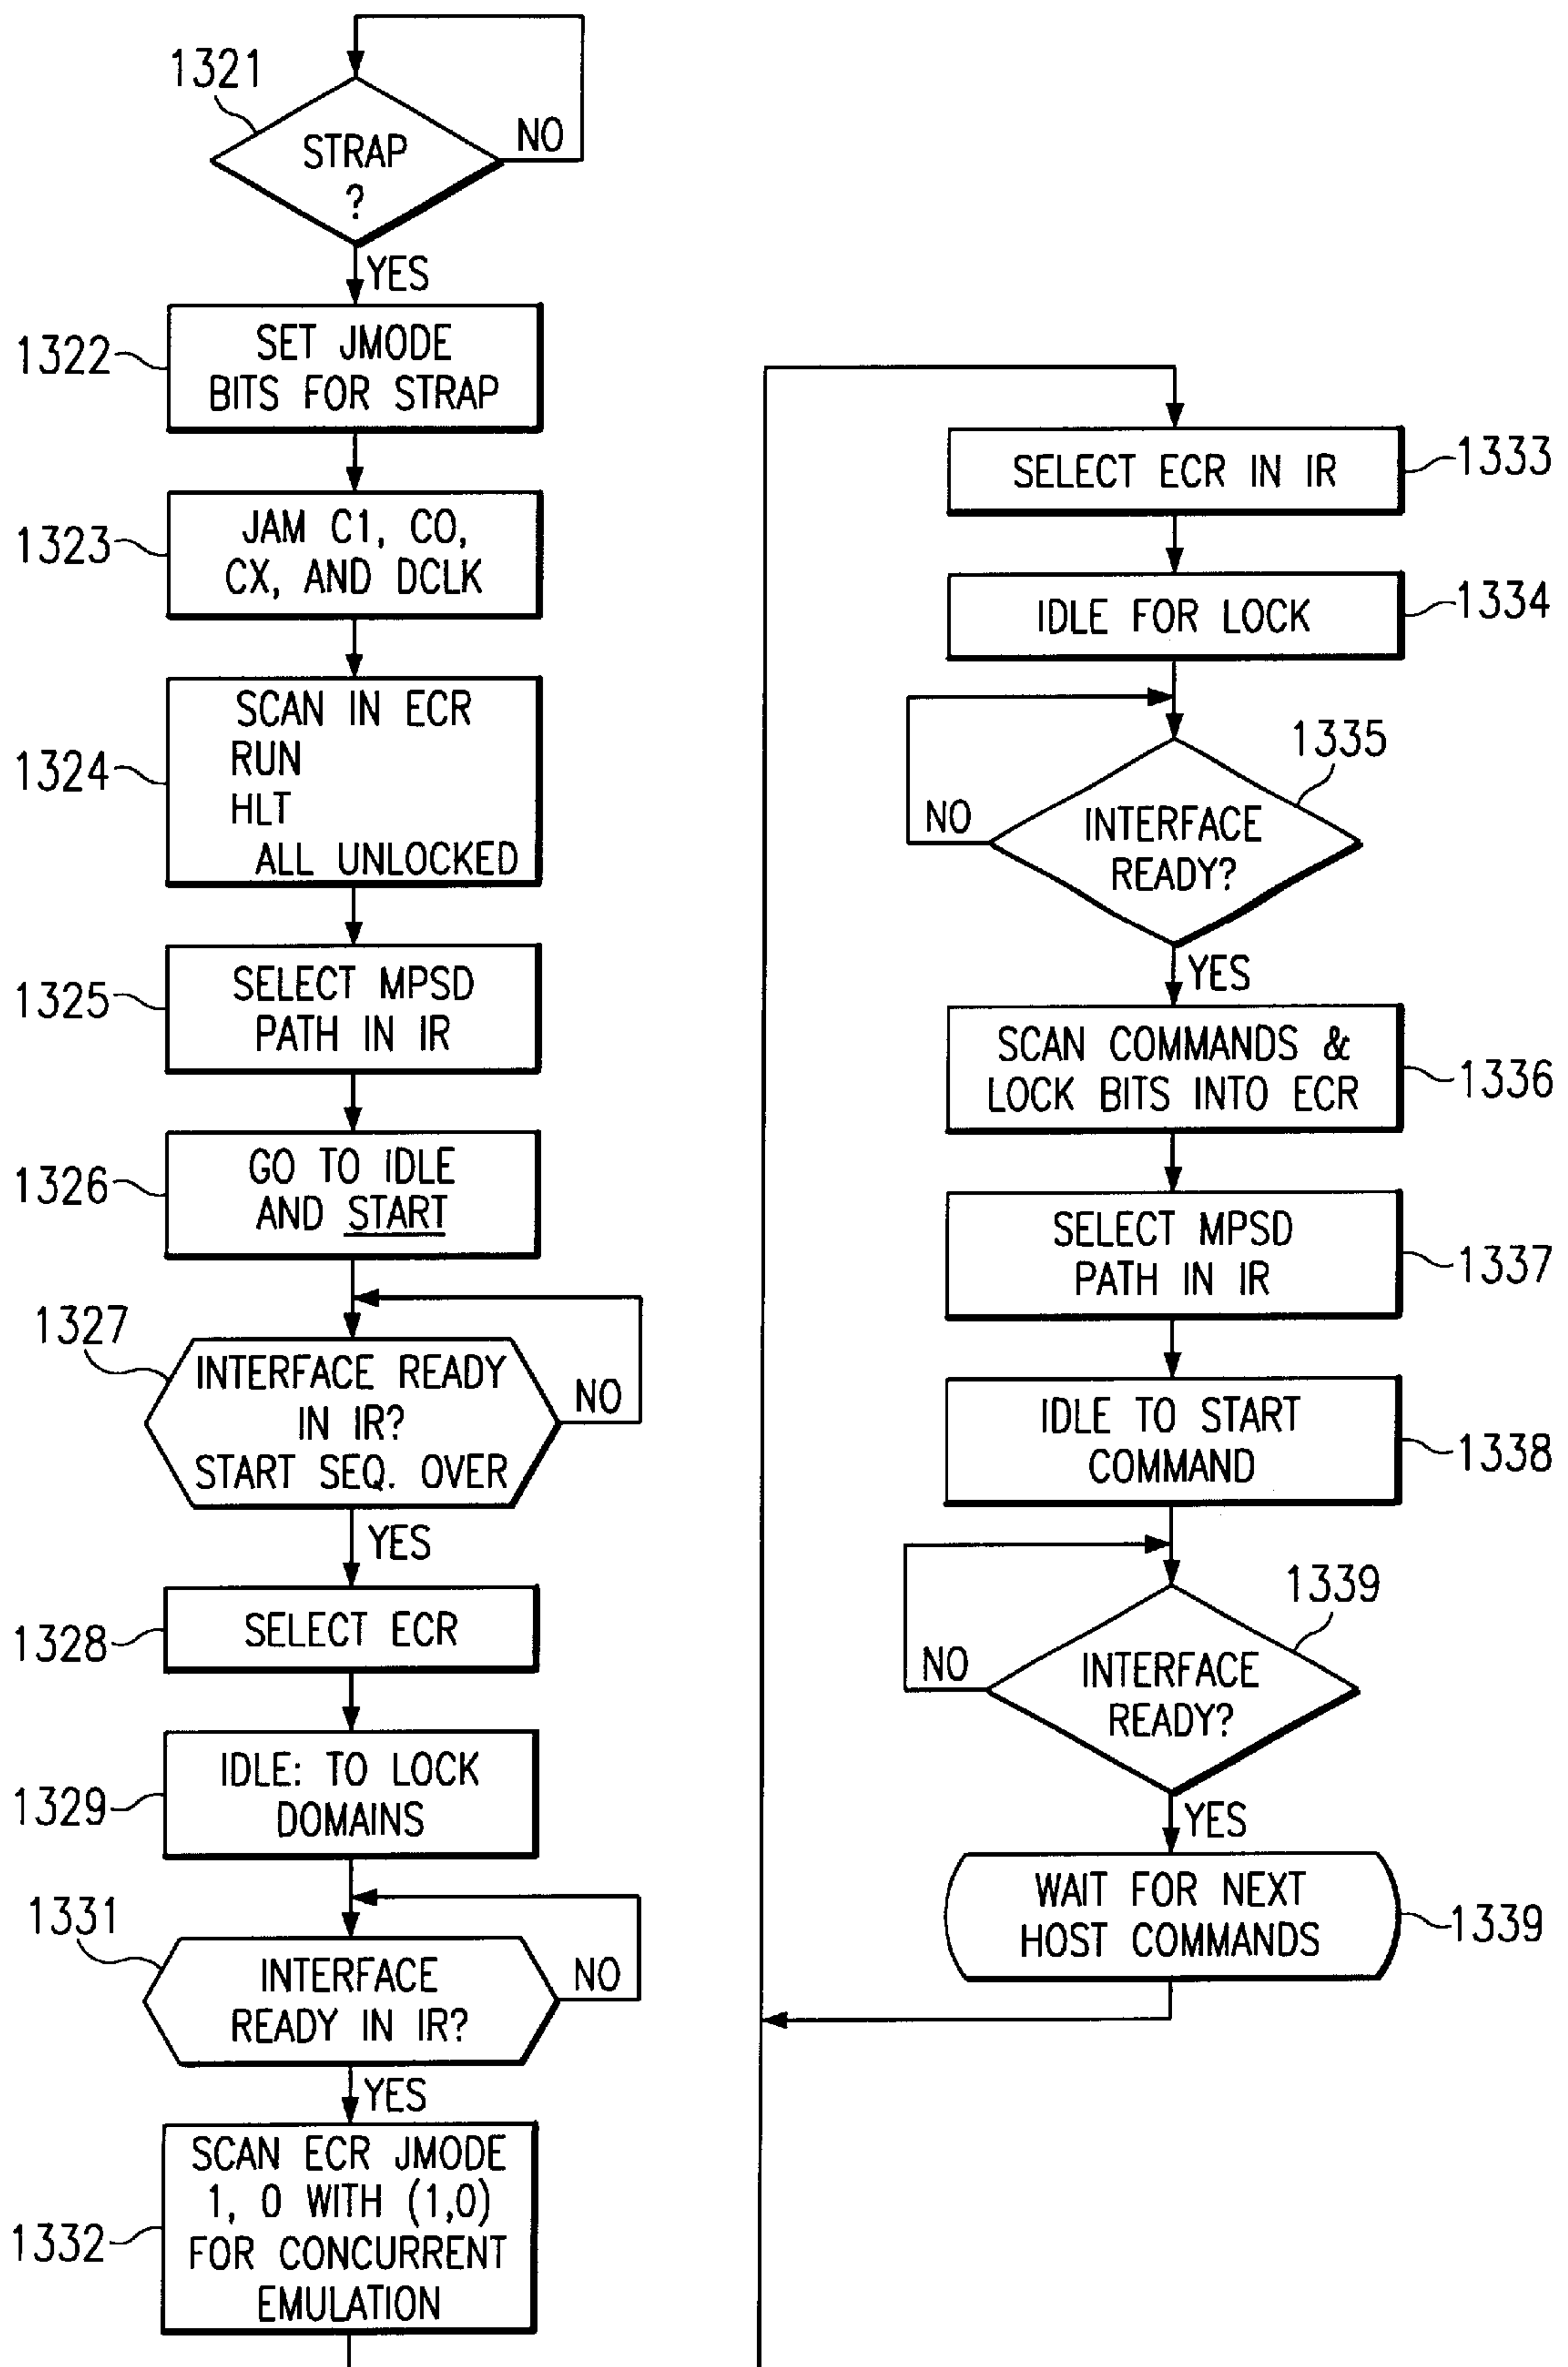 1321
STRAP
?
NO
YES
1322
SET JMODE
BITS FOR STRAP
1323
JAM C1, CO,
CX, AND DCLK
1324
SCAN IN ECR
RUN
HLT
ALL UNLOCKED
1325
SELECT MPSD
PATH IN IR
1326
GO TO IDLE
AND START
1327
INTERFACE READY
IN IR?
START SEQ. OVER
NO
YES
1328
SELECT ECR
1329
IDLE: TO LOCK
DOMAINS
1331
INTERFACE
READY IN IR?
NO
YES
1332
SCAN ECR JMODE
1, 0 WITH (1,0)
FOR CONCURRENT
EMULATION
SELECT ECR IN IR
1333
IDLE FOR LOCK
1334
1335
INTERFACE
READY?
NO
YES
SCAN COMMANDS &
LOCK BITS INTO ECR
1336
SELECT MPSD
PATH IN IR
1337
IDLE TO START
COMMAND
1338
1339
INTERFACE
READY?
NO
YES
WAIT FOR NEXT
HOST COMMANDS
1339